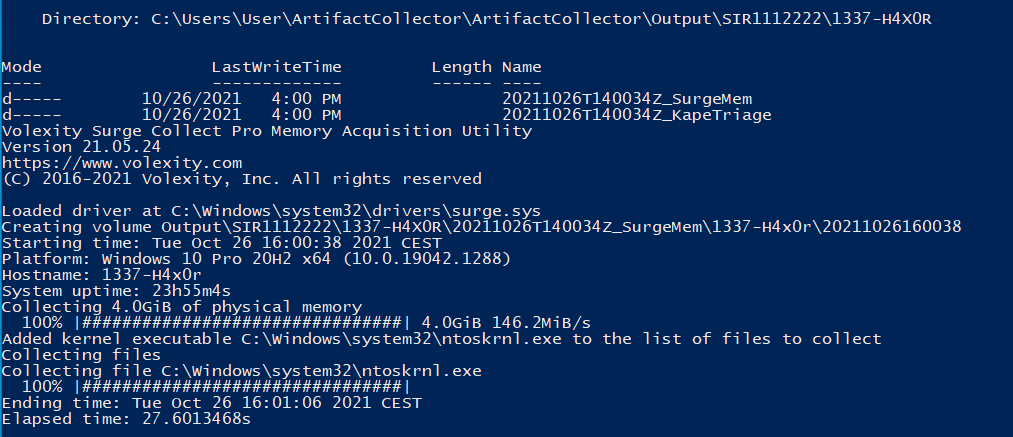 Directory: C:\Users\User\ArtifactCollector\ArtifactCollector\Output\SIR1112222\1337-H4X0R
Mode LastWriteTime Length Name
---- ------------- ------ ----
d----- 10/26/2021 4:00 PM 20211026T140034Z_SurgeMem
d----- 10/26/2021 4:00 PM 20211026T140034Z_KapeTriage
Volexity Surge Collect Pro Memory Acquisition Utility
Version 21.05.24
https://www.volexity.com
(C) 2016-2021 Volexity, Inc. All rights reserved
Loaded driver at C:\Windows\system32\drivers\surge.sys
Creating volume Output\SIR1112222\1337-H4X0R\20211026T140034Z_SurgeMem\1337-H4x0r\20211026160038
Starting time: Tue Oct 26 16:00:38 2021 CEST
Platform: Windows 10 Pro 20H2 x64 (10.0.19042.1288)
Hostname: 1337-H4x0r
System uptime: 23h55m4s
Collecting 4.0GiB of physical memory
100% |################################| 4.0GiB 146.2MiB/s
Added kernel executable C:\Windows\system32\ntoskrnl.exe to the list of files to collect
Collecting files
Collecting file C:\Windows\system32\ntoskrnl.exe
100% |################################|
Ending time: Tue Oct 26 16:01:06 2021 CEST
Elapsed time: 27.6013468s